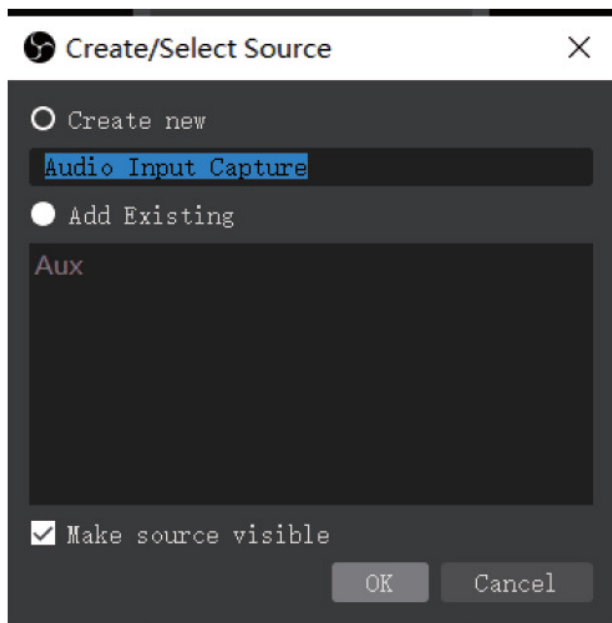 Create/Select Source
Create new
Audio Input Capture
Add Existing
Aux
Make source visible
OK Cancel